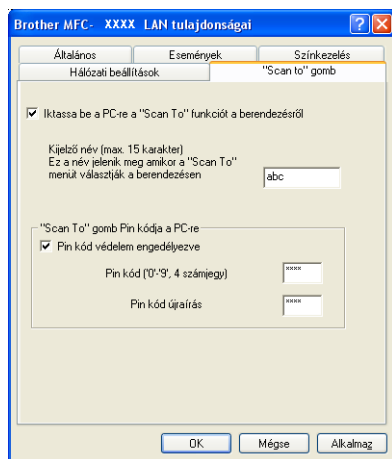 Brother MFC- XXXX LAN tulajdonságai
Általános Események Színkezelés
Hálózati beállítások "Scan to" gomb
Iktassa be a PC-re a "Scan To" funkciót a berendezésről
Kijelző név (max. 15 karakter)
Ez a név jelenik meg amikor a "Scan To"
menüt választják a berendezésen
abc
"Scan To" gomb Pin kódja a PC-re
Pin kód védelem engedélyezve
Pin kód ('0'-'9', 4 számjegy) ****
Pin kód újraírás ****
OK Mégse Alkalmaz